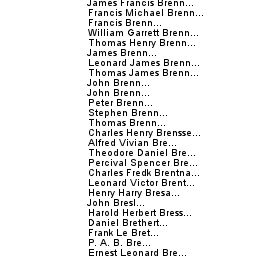 James Francis Brenn...
Francis Michael Brenn...
Francis Brenn...
William Garrett Brenn...
Thomas Henry Brenn...
James Brenn...
Leonard James Brenn...
Thomas James Brenn...
John Brenn...
John Brenn...
Peter Brenn...
Stephen Brenn...
Thomas Brenn...
Charles Henry Brensse...
Alfred Vivian Bre...
Theodore Daniel Bre...
Percival Spencer Bre...
Charles Fredk Brentna...
Leonard Victor Brent...
Henry Harry Bresa...
John Bresl...
Harold Herbert Bress...
Daniel Brethert...
Frank Le Bret...
P. A. B. Bre...
Ernest Leonard Bre...